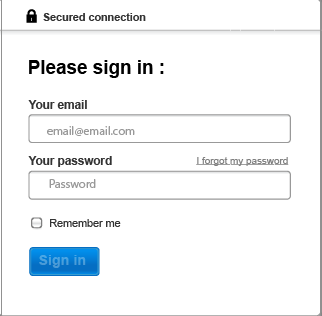 Secured connection
Please sign in :
Your email
email@email.com
Your password I forgot my password
Password
Remember me
Sign in